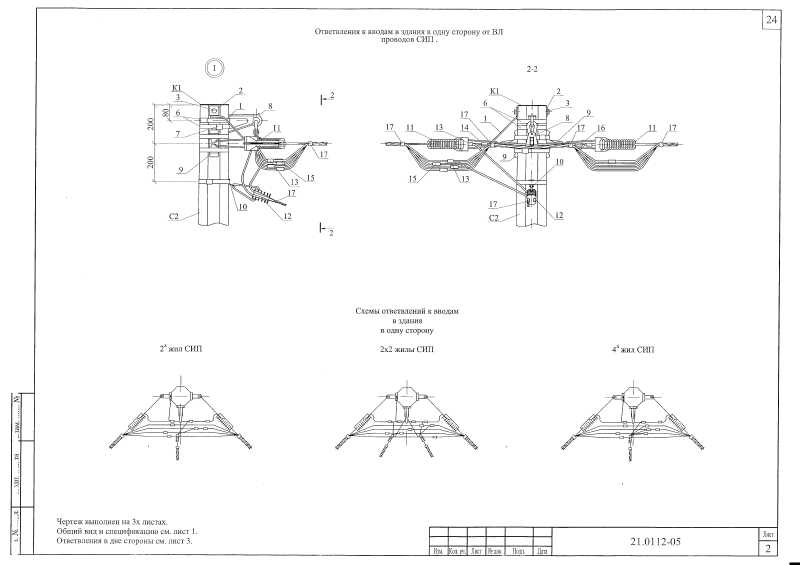 24
Ответвления к вводам в здания в одну сторону от ВЛ
проводов СИП .
1
2-2
К1
3
2
6
1
8
7
11
9
17
15
13
17
12
10
С2
200
80
200
2
2
К1
2
3
6
1
17
14
13
11
17
9
8
17
16
11
17
9
10
15
13
17
12
С2
Схемы ответвлений к вводам
в здания
в одну сторону
2х жил СИП
2х2 жилы СИП
4х жил СИП
Чертеж выполнен на 3х листах.
Общий вид и спецификацию см. лист 1.
Ответвления в две стороны см. лист 3.
Изм.
Кол. уч.
Лист
№ док.
Подп.
Дата
21.0112-05
Лист
2